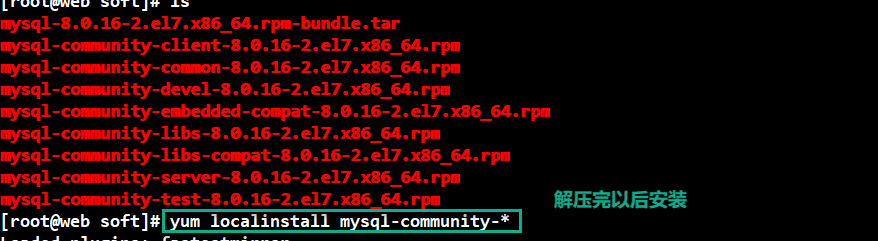 [root@web soft]# ls
mysql-8.0.16-2.el7.x86_64.rpm-bundle.tar
mysql-community-client-8.0.16-2.el7.x86_64.rpm
mysql-community-common-8.0.16-2.el7.x86_64.rpm
mysql-community-devel-8.0.16-2.el7.x86_64.rpm
mysql-community-embedded-compat-8.0.16-2.el7.x86_64.rpm
mysql-community-libs-8.0.16-2.el7.x86_64.rpm
mysql-community-libs-compat-8.0.16-2.el7.x86_64.rpm
mysql-community-server-8.0.16-2.el7.x86_64.rpm
mysql-community-test-8.0.16-2.el7.x86_64.rpm 解压完以后安装
[root@web soft]# yum localinstall mysql-community-*
Loaded plugins: fastestmirror